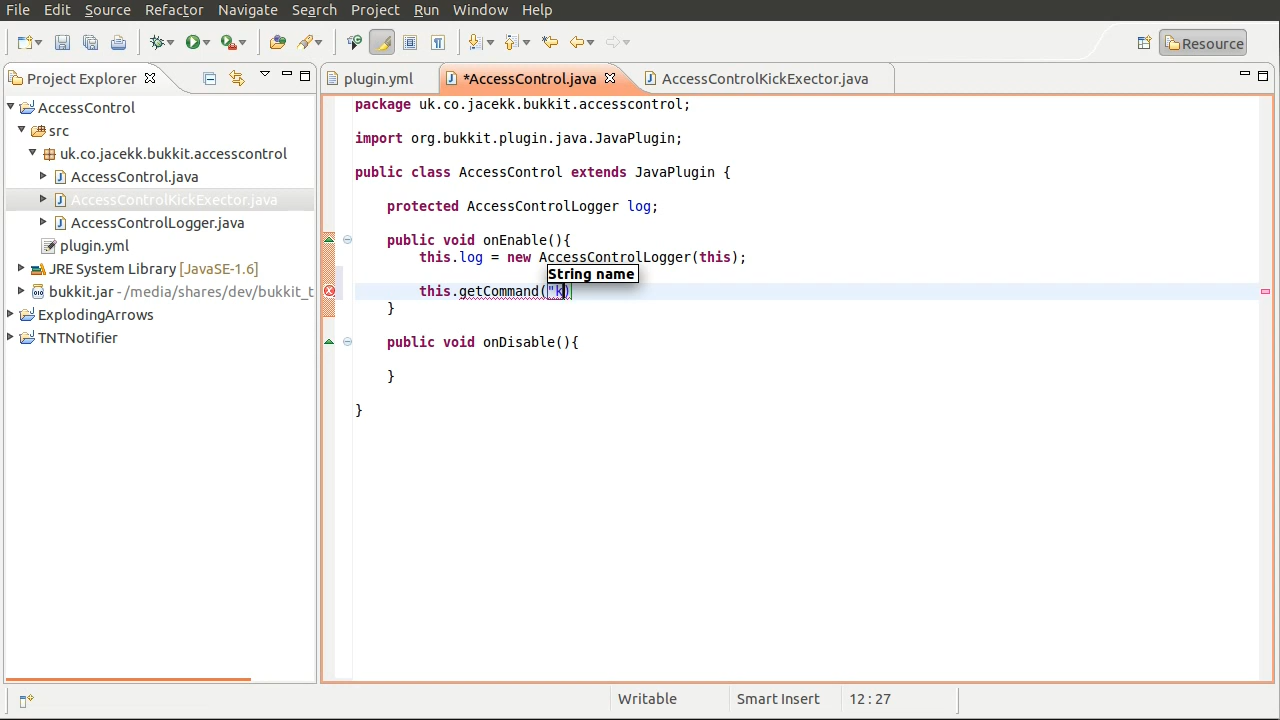 File Edit Source Refactor Navigate Search Project Run Window Help
Resource
Project Explorer
plugin.yml
*AccessControl.java
AccessControlKickExector.java
AccessControl
src
uk.co.jacekk.bukkit.accesscontrol
AccessControl.java
AccessControlKickExector.java
AccessControlLogger.java
plugin.yml
JRE System Library [JavaSE-1.6]
bukkit.jar - /media/shares/dev/bukkit_t
ExplodingArrows
TNTNotifier
package uk.co.jacekk.bukkit.accesscontrol;
import org.bukkit.plugin.java.JavaPlugin;
public class AccessControl extends JavaPlugin {
protected AccessControlLogger log;
public void onEnable(){
this.log = new AccessControlLogger(this);
String name
this.getCommand("k)
}
public void onDisable(){
}
}
Writable
Smart Insert
12 : 27